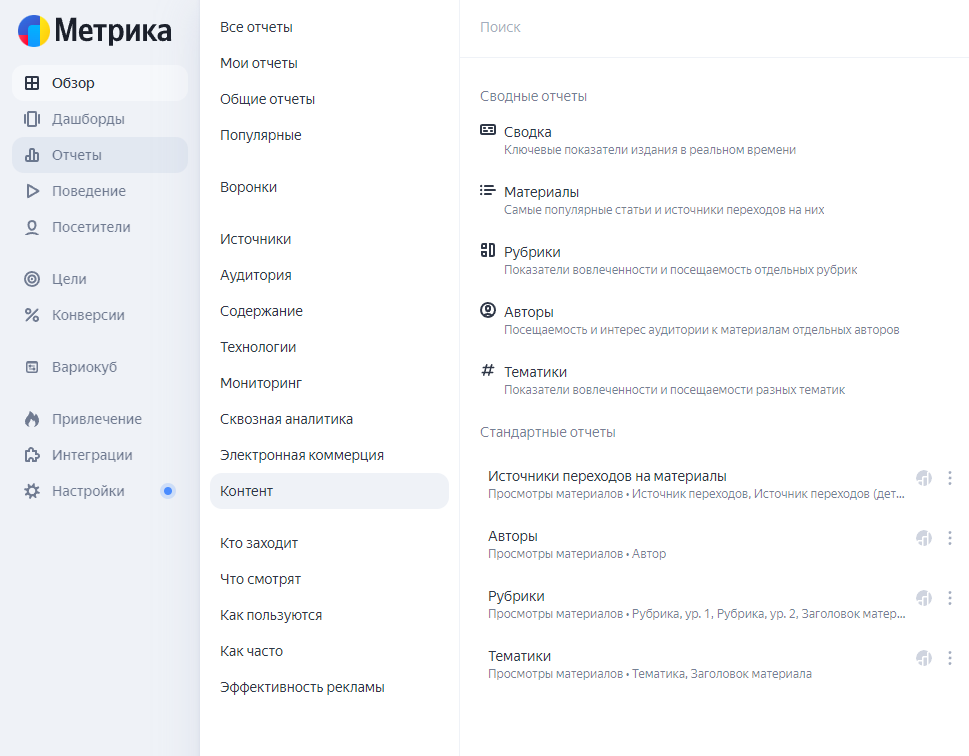 Метрика
Обзор
Дашборды
Отчеты
Поведение
Посетители
Цели
Конверсии
Вариокуб
Привлечение
Интеграции
Настройки
Все отчеты
Мои отчеты
Общие отчеты
Популярные
Воронки
Источники
Аудитория
Содержание
Технологии
Мониторинг
Сквозная аналитика
Электронная коммерция
Контент
Кто заходит
Что смотрят
Как пользуются
Как часто
Эффективность рекламы
Поиск
Сводные отчеты
Сводка
Ключевые показатели издания в реальном времени
Материалы
Самые популярные статьи и источники переходов на них
Рубрики
Показатели вовлеченности и посещаемость отдельных рубрик
Авторы
Посещаемость и интерес аудитории к материалам отдельных авторов
Тематики
Показатели вовлеченности и посещаемости разных тематик
Стандартные отчеты
Источники переходов на материалы
Просмотры материалов • Источник переходов, Источник переходов (дет...
Авторы
Просмотры материалов • Автор
Рубрики
Просмотры материалов • Рубрика, ур. 1, Рубрика, ур. 2, Заголовок матер...
Тематики
Просмотры материалов • Тематика, Заголовок материала